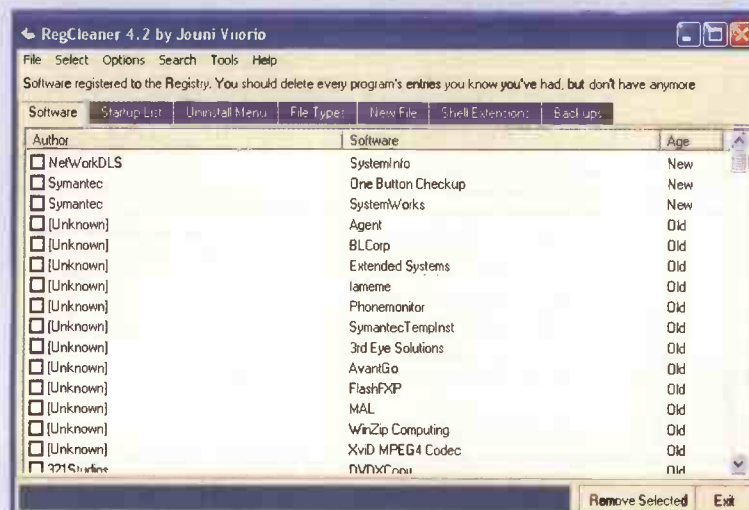 RegCleaner 4.2 by Jouni Vuorio
File Select Options Search Tools Help
Software registered to the Registry. You should delete every program's entries you know you've had, but don't have anymore
Software Startup List Uninstall Menu File Types New File Shell Extentions Backups
Author Software Age
NetWorkDLS SystemInfo New
Symantec One Button Checkup New
Symantec SystemWorks New
[Unknown] Agent Old
[Unknown] BLCorp Old
[Unknown] Extended Systems Old
[Unknown] lameme Old
[Unknown] Phonemonitor Old
[Unknown] SymantecTempInst Old
[Unknown] 3rd Eye Solutions Old
[Unknown] AvantGo Old
[Unknown] FlashFXP Old
[Unknown] MAL Old
[Unknown] WinZip Computing Old
[Unknown] XviD MPEG4 Codec Old
321Studios DVDXCopy Old
Remove Selected Exit